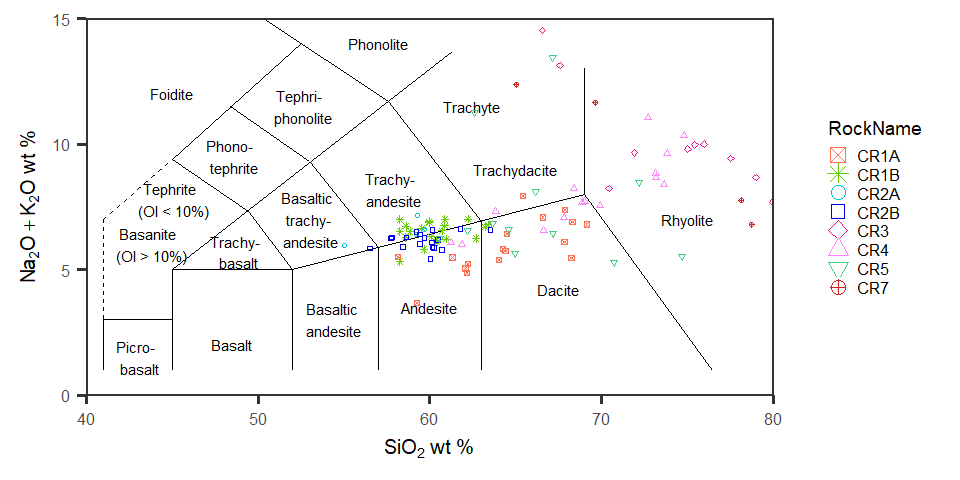 15
10
5
0
Na₂O + K₂O wt %
Phonolite
Foidite
Tephri-
phonolite
Trachyte
Phono-
tephrite
Trachydacite
Tephrite
(Ol < 10%)
Basaltic
trachy-
andesite
Trachy-
andesite
Basanite
(Ol > 10%)
Trachy-
basalt
Rhyolite
Dacite
Basaltic
andesite
Andesite
Picro-
basalt
Basalt
40 50 60 70 80
SiO₂ wt %
RockName
CR1A
CR1B
CR2A
CR2B
CR3
CR4
CR5
CR7